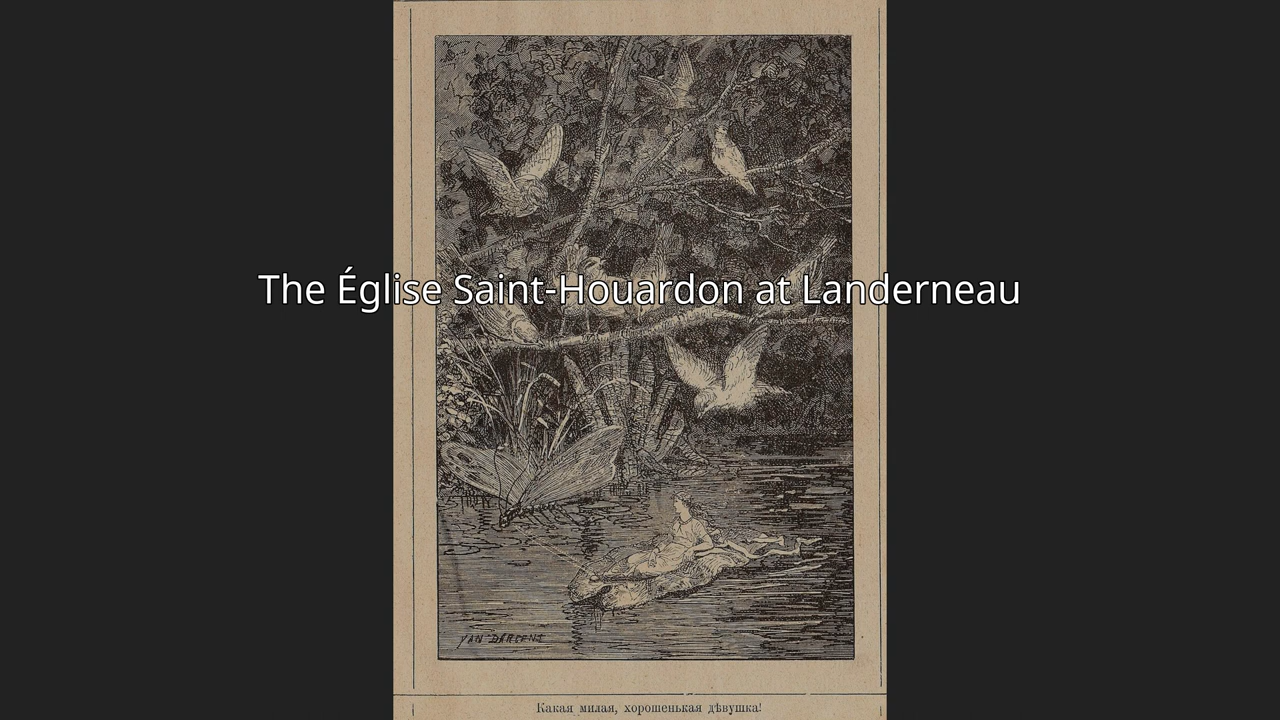 The Église Saint-Houardon at Landerneau
YAN DARGENT
Какая милая, хорошенькая дѣвушка!